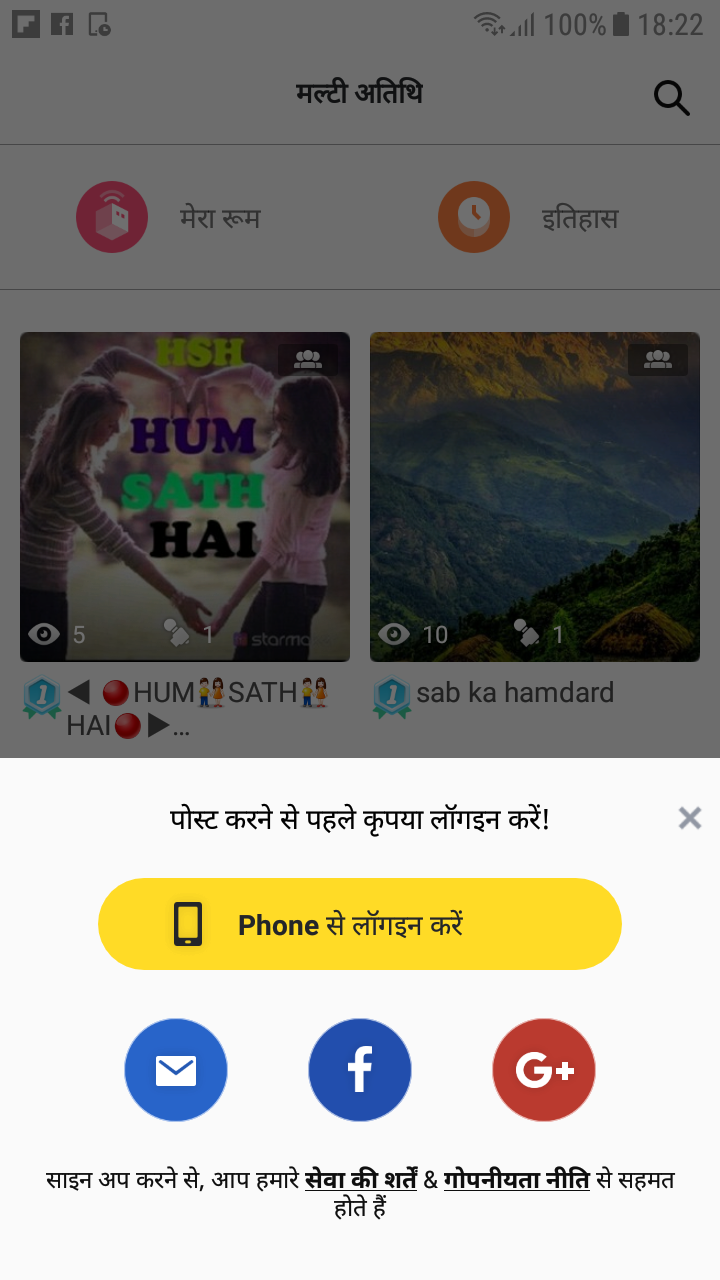 100% 18:22
मल्टी अतिथि
मेरा रूम
इतिहास
HSH
HUM
SATH
HAI
5 1
10 1
◀ 🔴HUM👫SATH👫
HAI🔴▶...
1 sab ka hamdard
पोस्ट करने से पहले कृपया लॉगइन करें!
Phone से लॉगइन करें
G+
साइन अप करने से, आप हमारे सेवा की शर्तें & गोपनीयता नीति से सहमत
होते हैं